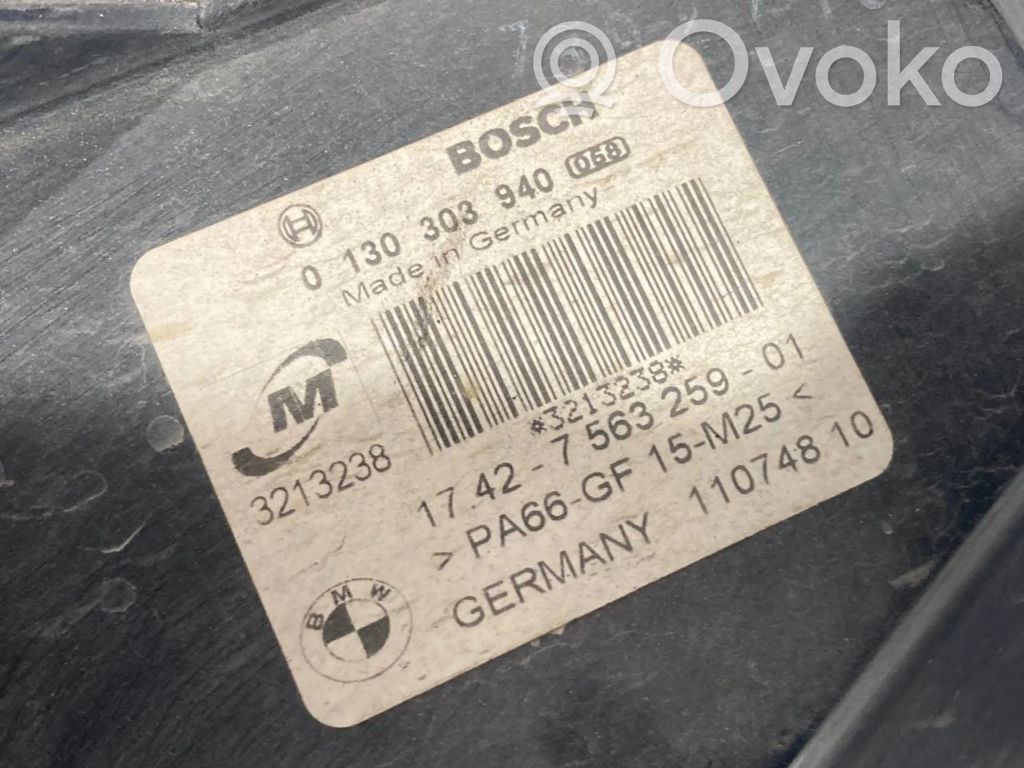 Ovoko
BOSCH
0 130 303 940 068
Made in Germany
M
*3213238*
3213238
17.42 - 7 563 259 - 01
> PA66-GF 15-M25 <
GERMANY 110748 10
BMW